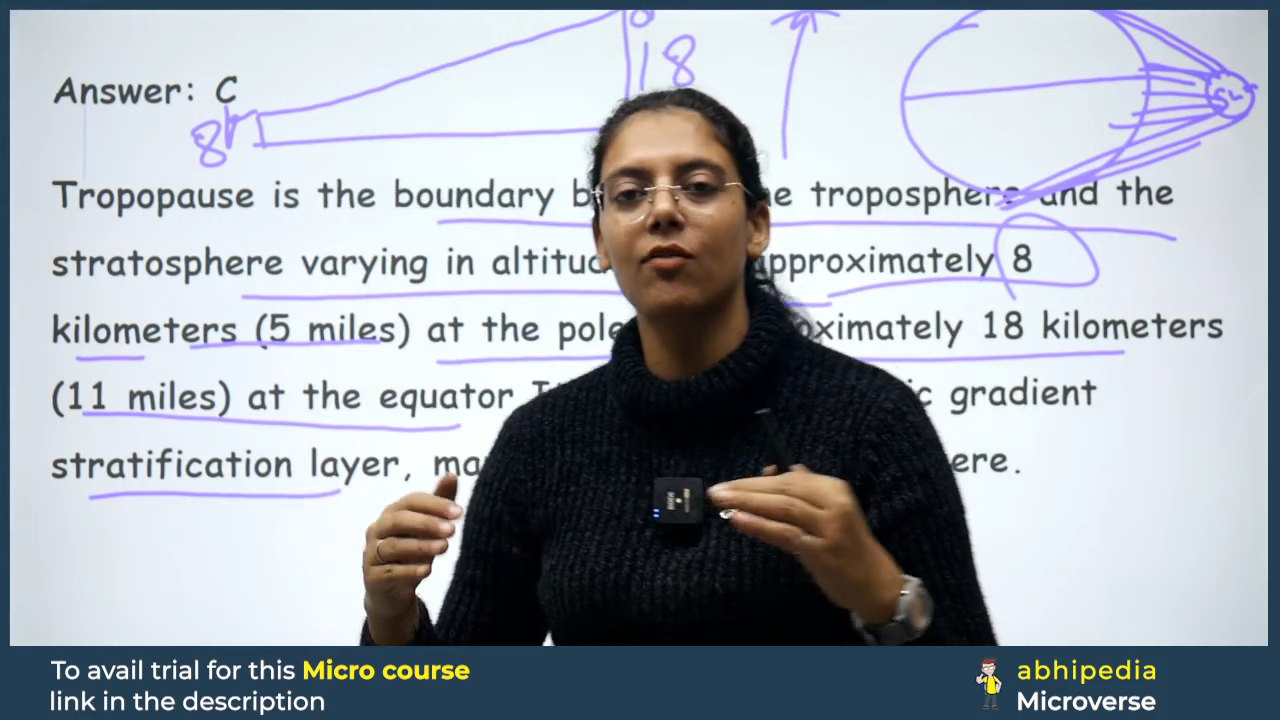 18
Answer: C
8
SL
Tropopause is the boundary b e troposphere and the
stratosphere varying in altitud approximately 8
kilometers (5 miles) at the pole oximately 18 kilometers
(11 miles) at the equator I c gradient
stratification layer, ma ere.
To avail trial for this Micro course
link in the description
abhipedia
Microverse